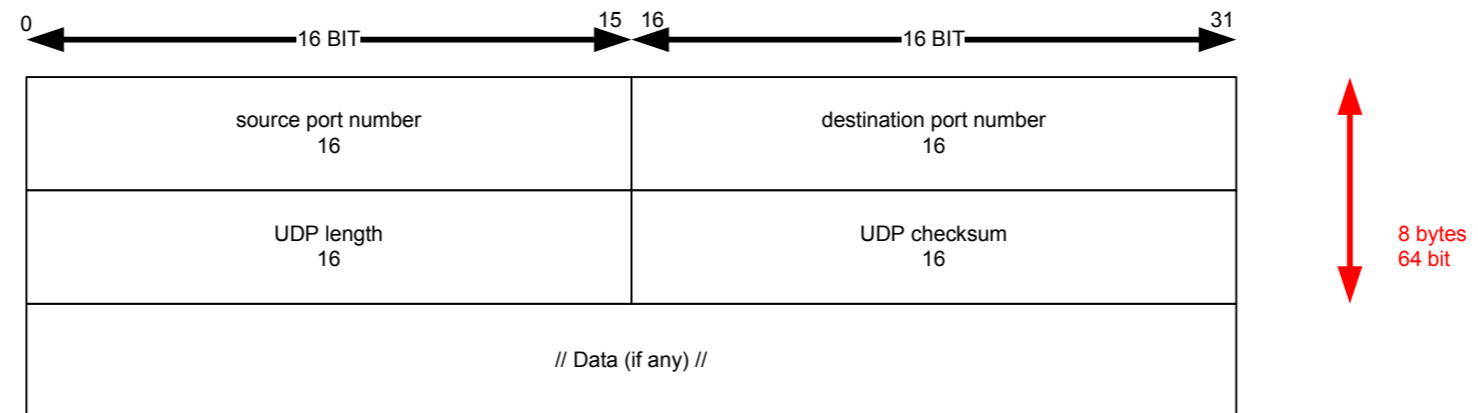 0
16 BIT
15
16
16 BIT
31
source port number
16
destination port number
16
UDP length
16
UDP checksum
16
8 bytes
64 bit
// Data (if any) //